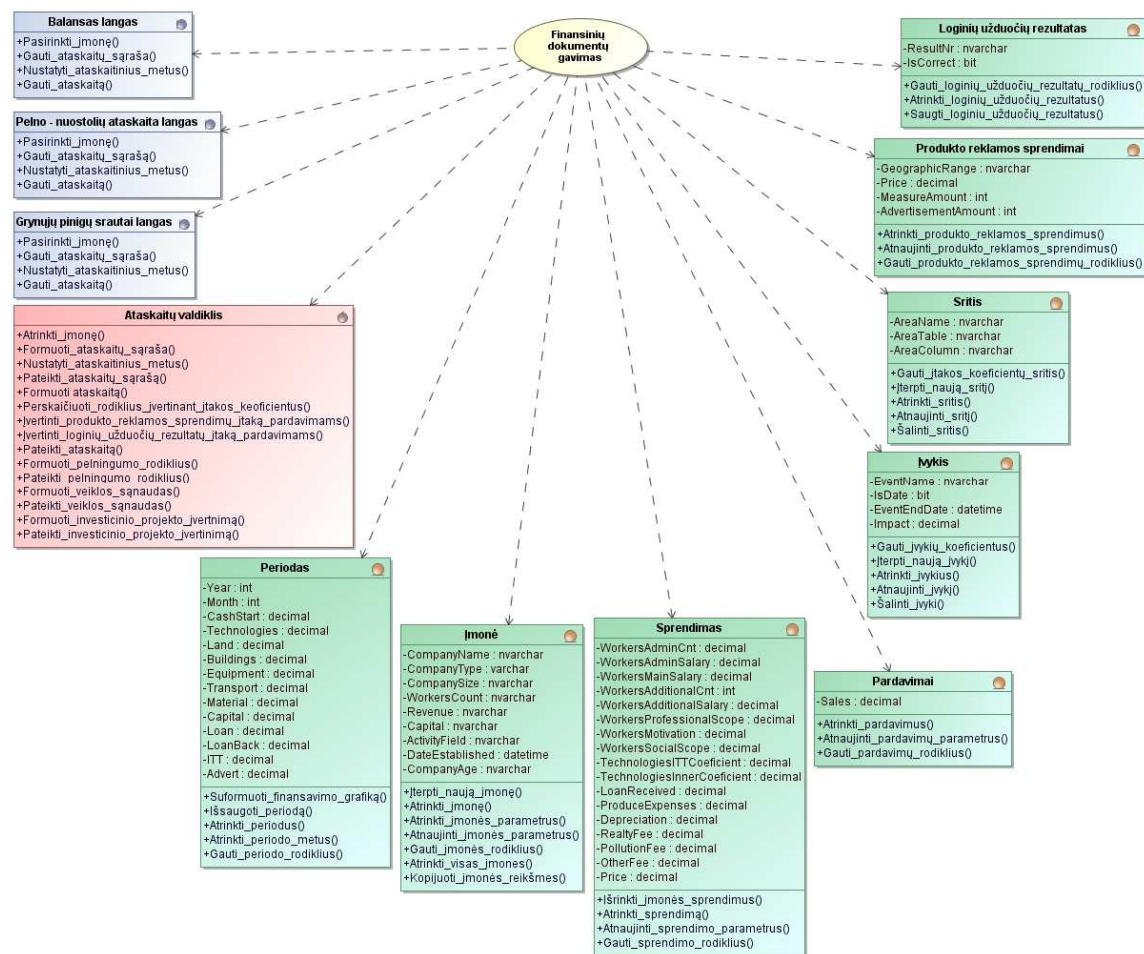 Finansinių
dokumentų
gavimas
Balansas langas
+Pasirinkti_įmonę()
+Gauti_ataskaitų_sąraša()
+Nustatyti_ataskaitinius_metus()
+Gauti_ataskaitą()
Pelno - nuostolių ataskaita langas
+Pasirinkti_įmonę()
+Gauti_ataskaitų_sąrašą()
+Nustatyti_ataskaitinius_metus()
+Gauti_ataskaitą()
Grynųjų pinigų srautai langas
+Pasirinkti_įmonę()
+Gauti_ataskaitų_sąraša()
+Nustatyti_ataskaitinius_metus()
+Gauti_ataskaitą()
Ataskaitų valdiklis
+Atrinkti_įmonę()
+Formuoti_ataskaitų_sąraša()
+Nustatyti_ataskaitinius_metus()
+Pateikti_ataskaitų_sąrašą()
+Formuoti ataskaitą()
+Perskaičiuoti_rodiklius_įvertinant_įtakos_keoficientus()
+Įvertinti_produkto_reklamos_sprendimų_įtaką_pardavimams()
+Įvertinti_loginių_užduočių_rezultatų_įtaką_pardavimams()
+Pateikti_ataskaitą()
+Formuoti_pelningumo_rodiklius()
+Pateikti_pelningumo_rodiklius()
+Formuoti_veiklos_sąnaudas()
+Pateikti_veiklos_sąnaudas()
+Formuoti_investicinio_projekto_įvertnimą()
+Pateikti_investicinio_projekto_įvertinimą()
Periodas
-Year : int
-Month : int
-CashStart : decimal
-Technologies : decimal
-Land : decimal
-Buildings : decimal
-Equipment : decimal
-Transport : decimal
-Material : decimal
-Capital : decimal
-Loan : decimal
-LoanBack : decimal
-ITT : decimal
-Advert : decimal
+Suformuoti_finansavimo_grafiką()
+Išsaugoti_periodą()
+Atrinkti_periodus()
+Atrinkti_periodo_metus()
+Gauti_periodo_rodiklius()
Įmonė
-CompanyName : nvarchar
-CompanyType : varchar
-CompanySize : nvarchar
-WorkersCount : nvarchar
-Revenue : nvarchar
-Capital : nvarchar
-ActivityField : nvarchar
-DateEstablished : datetime
-CompanyAge : nvarchar
+Įterpti_naują_įmonę()
+Atrinkti_įmonę()
+Atrinkti_įmonės_parametrus()
+Atnaujinti_įmonės_parametrus()
+Gauti_įmonės_rodiklius()
+Atrinkti_visas_įmones()
+Kopijuoti_įmonės_reikšmes()
Sprendimas
-WorkersAdminCnt : decimal
-WorkersAdminSalary : decimal
-WorkersMainSalary : decimal
-WorkersAdditionalCnt : int
-WorkersAdditionalSalary : decimal
-WorkersProfessionalScope : decimal
-WorkersMotivation : decimal
-WorkersSocialScope : decimal
-TechnologiesITTCoeficient : decimal
-TechnologiesInnerCoeficient : decimal
-LoanReceived : decimal
-ProduceExpenses : decimal
-Depreciation : decimal
-RealtyFee : decimal
-PollutionFee : decimal
-OtherFee : decimal
-Price : decimal
+Išrinkti_įmonės_sprendimus()
+Atrinkti_sprendimą()
+Atnaujinti_sprendimo_parametrus()
+Gauti_sprendimo_rodiklius()
Pardavimai
-Sales : decimal
+Atrinkti_pardavimus()
+Atnaujinti_pardavimų_parametrus()
+Gauti_pardavimų_rodiklius()
Įvykis
-EventName : nvarchar
-IsDate : bit
-EventEndDate : datetime
-Impact : decimal
+Gauti_įvykių_koeficientus()
+Įterpti_naują_įvykį()
+Atrinkti_įvykius()
+Atnaujinti_įvykį()
+Šalinti_įvyki()
Sritis
-AreaName : nvarchar
-AreaTable : nvarchar
-AreaColumn : nvarchar
+Gauti_įtakos_koeficientų_sritis()
+Įterpti_naują_sritį()
+Atrinkti_sritis()
+Atnaujinti_sritį()
+Šalinti_sritis()
Produkto reklamos sprendimai
-GeographicRange : nvarchar
-Price : decimal
-MeasureAmount : int
-AdvertisementAmount : int
+Atrinkti_produkto_reklamos_sprendimus()
+Atnaujinti_produkto_reklamos_sprendimus()
+Gauti_produkto_reklamos_sprendimų_rodiklius()
Loginių užduočių rezultatas
-ResultNr : nvarchar
-IsCorrect : bit
+Gauti_loginių_užduočių_rezultatų_rodiklius()
+Atrinkti_loginių_užduočių_rezultatus()
+Saugti_loginiu_užduočių_rezultatus()